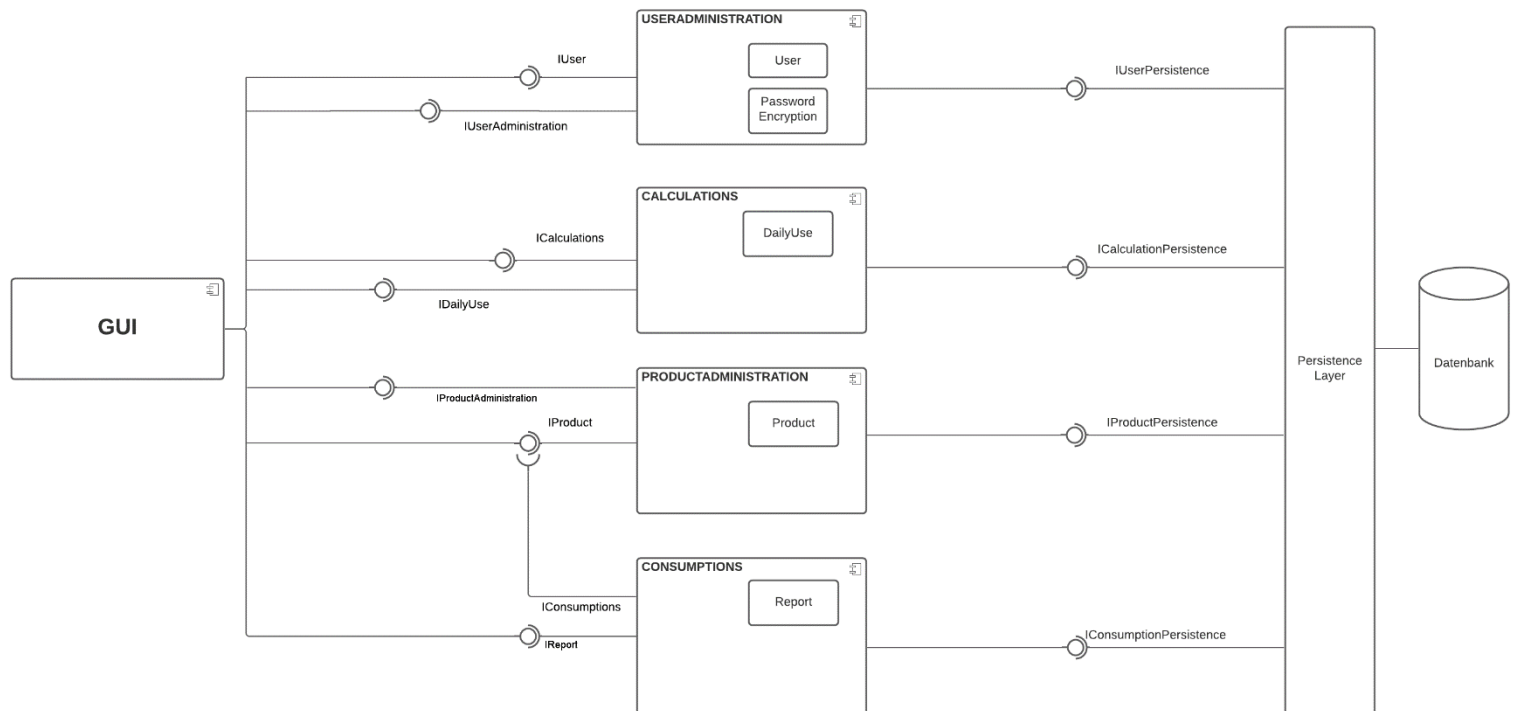 USERADMINISTRATION
User
Password
Encryption
IUser
IUserAdministration
IUserPersistence
CALCULATIONS
DailyUse
ICalculations
IDailyUse
ICalculationPersistence
GUI
PRODUCTADMINISTRATION
Product
IProductAdministration
IProduct
IProductPersistence
Persistence
Layer
Datenbank
CONSUMPTIONS
Report
IConsumptions
IReport
IConsumptionPersistence